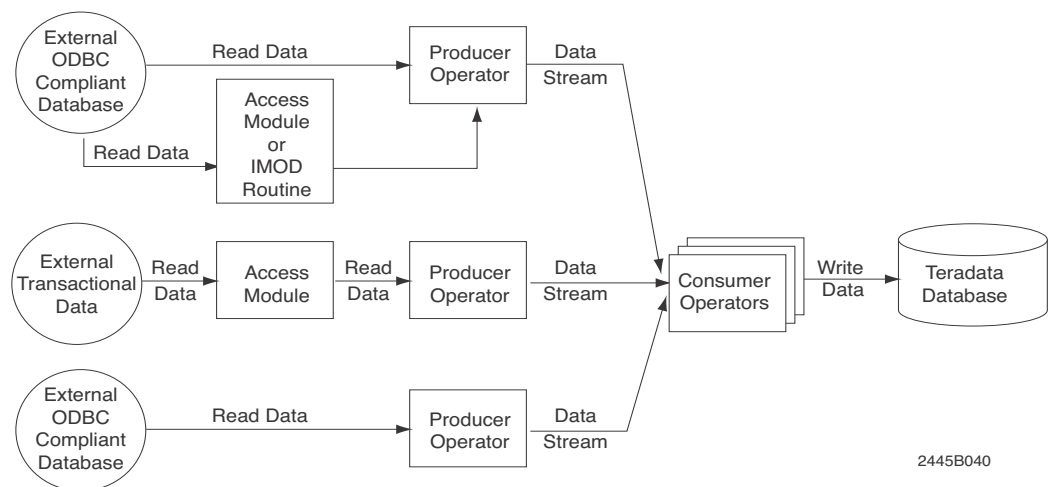 External
ODBC
Compliant
Database
Read Data
Producer
Operator
Data
Stream
Read Data
Access
Module
or
IMOD
Routine
External
Transactional
Data
Read
Data
Access
Module
Read
Data
Producer
Operator
Data
Stream
Consumer
Operators
Write
Data
Teradata
Database
External
ODBC
Compliant
Database
Read Data
Producer
Operator
Data
Stream
2445B040